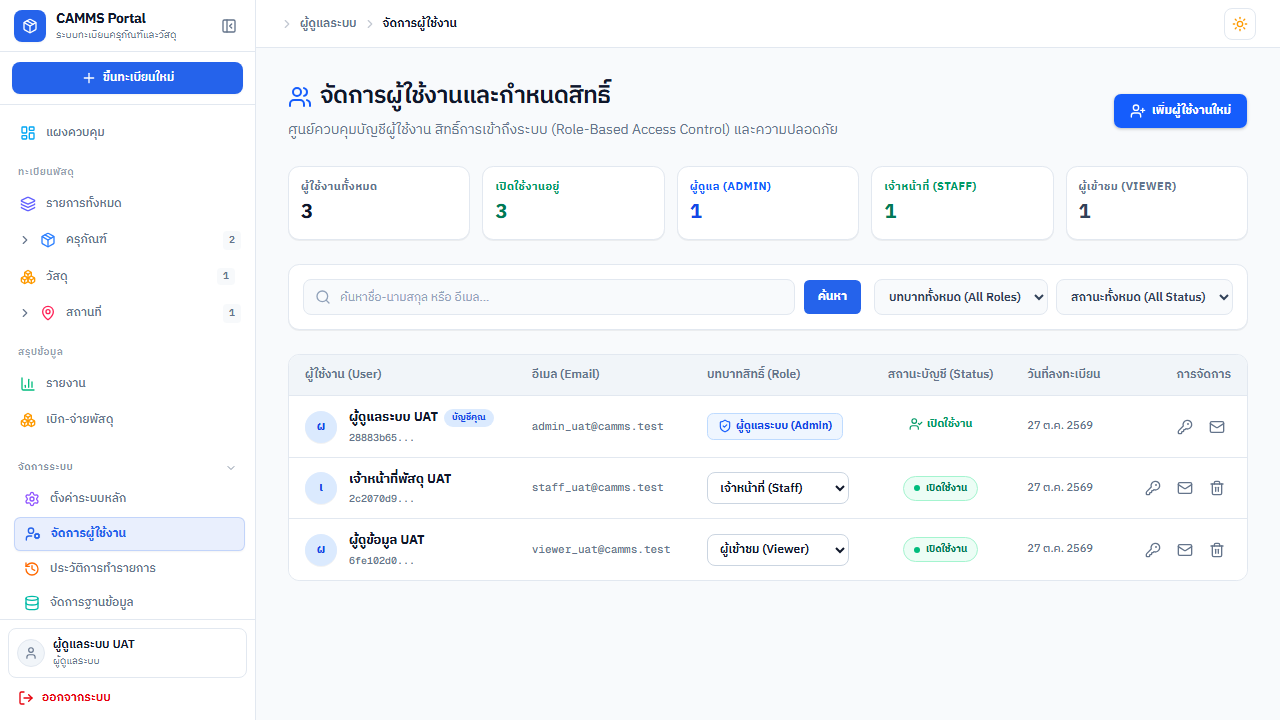 CAMMS Portal
ระบบทะเบียนครุภัณฑ์และวัสดุ
ขึ้นทะเบียนใหม่
แผงควบคุม
ทะเบียนพัสดุ
รายการทั้งหมด
ครุภัณฑ์ 2
วัสดุ 1
สถานที่ 1
สรุปข้อมูล
รายงาน
เบิก-จ่ายพัสดุ
จัดการระบบ
ตั้งค่าระบบหลัก
จัดการผู้ใช้งาน
ประวัติการทำรายการ
จัดการฐานข้อมูล
ผู้ดูแลระบบ UAT
ผู้ดูแลระบบ
ออกจากระบบ
ผู้ดูแลระบบ จัดการผู้ใช้งาน
จัดการผู้ใช้งานและกำหนดสิทธิ์
ศูนย์ควบคุมบัญชีผู้ใช้งาน สิทธิ์การเข้าถึงระบบ (Role-Based Access Control) และความปลอดภัย
เพิ่มผู้ใช้งานใหม่
ผู้ใช้งานทั้งหมด
3
เปิดใช้งานอยู่
3
ผู้ดูแล (ADMIN)
1
เจ้าหน้าที่ (STAFF)
1
ผู้เข้าชม (VIEWER)
1
ค้นหาชื่อ-นามสกุล หรือ อีเมล... ค้นหา บทบาททั้งหมด (All Roles) สถานะทั้งหมด (All Status)
ผู้ใช้งาน (User) อีเมล (Email) บทบาทสิทธิ์ (Role) สถานะบัญชี (Status) วันที่ลงทะเบียน การจัดการ
ผ ผู้ดูแลระบบ UAT บัญชีคุณ
28883b65... admin_uat@camms.test ผู้ดูแลระบบ (Admin) เปิดใช้งาน 27 ต.ค. 2569
เ เจ้าหน้าที่พัสดุ UAT
2c2070d9... staff_uat@camms.test เจ้าหน้าที่ (Staff) เปิดใช้งาน 27 ต.ค. 2569
ผ ผู้ดูข้อมูล UAT
6fe102d0... viewer_uat@camms.test ผู้เข้าชม (Viewer) เปิดใช้งาน 27 ต.ค. 2569